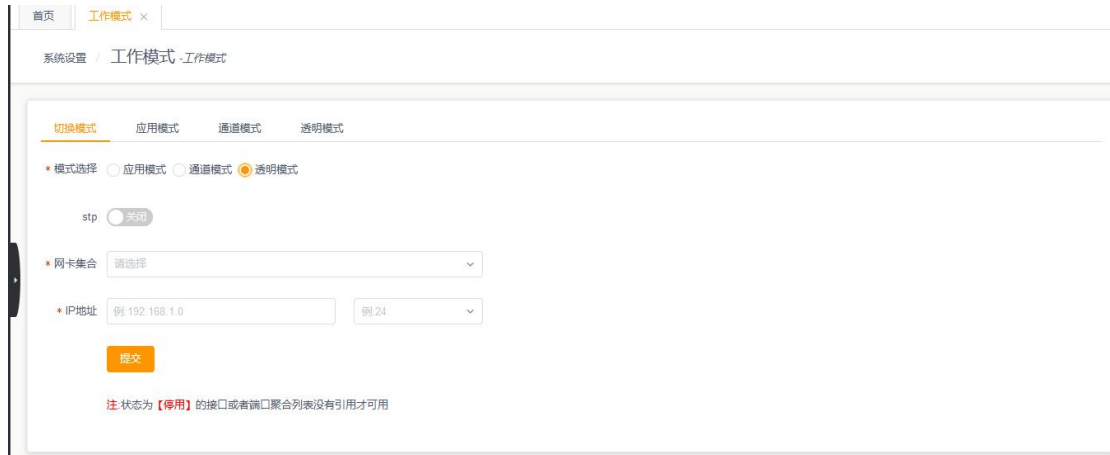 首页 工作模式 ×
系统设置 / 工作模式 -工作模式
切换模式 应用模式 通道模式 透明模式
* 模式选择 应用模式 通道模式 透明模式
stp 关闭
* 网卡集合 请选择
* IP地址 例:192.168.1.0 例:24
提交
注:状态为【停用】的接口或者端口聚合列表没有引用才可用